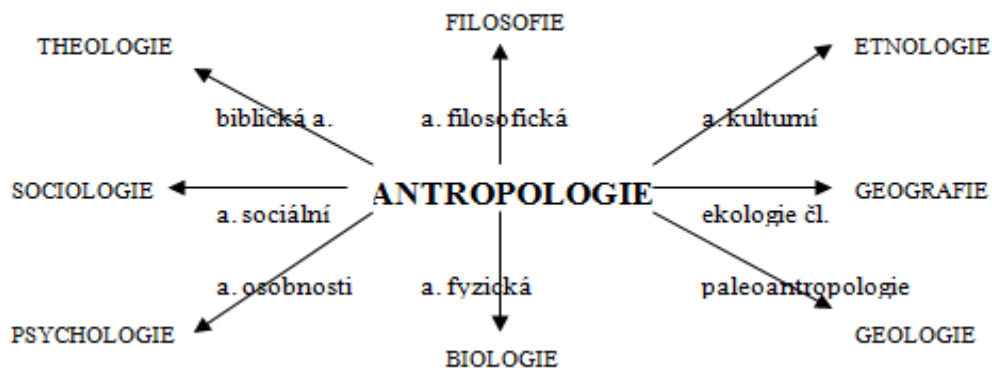 FILOSOFIE
THEOLOGIE
ETNOLOGIE
biblická a.
a. filosofická
a. kulturní
SOCIOLOGIE
ANTROPOLOGIE
GEOGRAFIE
a. sociální
ekologie čl.
a. osobnosti
a. fyzická
paleoantropologie
PSYCHOLOGIE
BIOLOGIE
GEOLOGIE